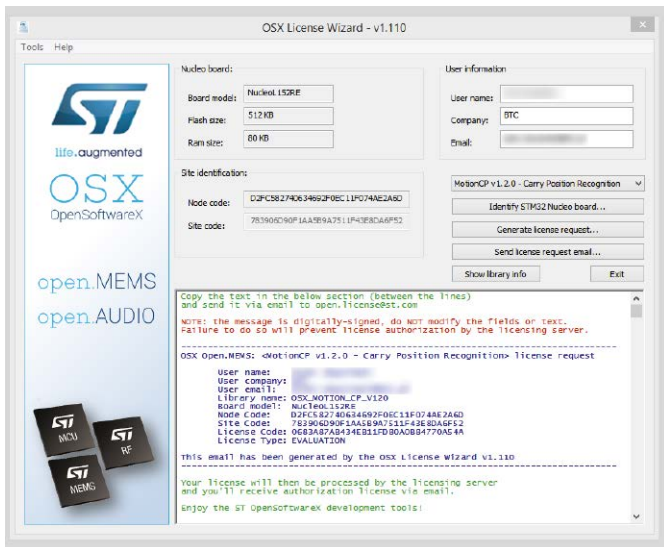 OSX License Wizard - v1.110
Tools Help
life.augmented
OSX
OpenSoftwareX
open.MEMS
open.AUDIO
MCU
RF
MEMS
Nucleo board:
Board model: NucleoL152RE
Flash size: 512 KB
Ram size: 80 KB
User information
User name:
Company: BTC
Email:
Site identification:
Node code: D2FC582740634692F0EC11F074AE2A6D
Site code: 783906D90F1AA5B9A7511F43E8DA6F52
MotionCP v1.2.0 - Carry Position Recognition
Identify STM32 Nucleo board...
Generate license request...
Send license request email...
Show library info
Exit
Copy the text in the below section (between the lines)
and send it via email to open.license@st.com
NOTE: the message is digitally-signed, do NOT modify the fields or text.
Failure to do so will prevent license authorization by the licensing server.
OSX Open.MEMS: <MotionCP v1.2.0 - Carry Position Recognition> license request
User name:
User company:
User email:
Library name: OSX_MOTION_CP_V120
Board model: NucleoL152RE
Node Code: D2FC582740634692F0EC11F074AE2A6D
Site Code: 783906D90F1AA5B9A7511F43E8DA6F52
License Code: 0683A87AB434EB11FDB0A0B84770A54A
License Type: EVALUATION
This email has been generated by the OSX License Wizard v1.110
Your license will then be processed by the licensing server
and you'll receive authorization license via email.
Enjoy the ST OpenSoftwareX development tools!